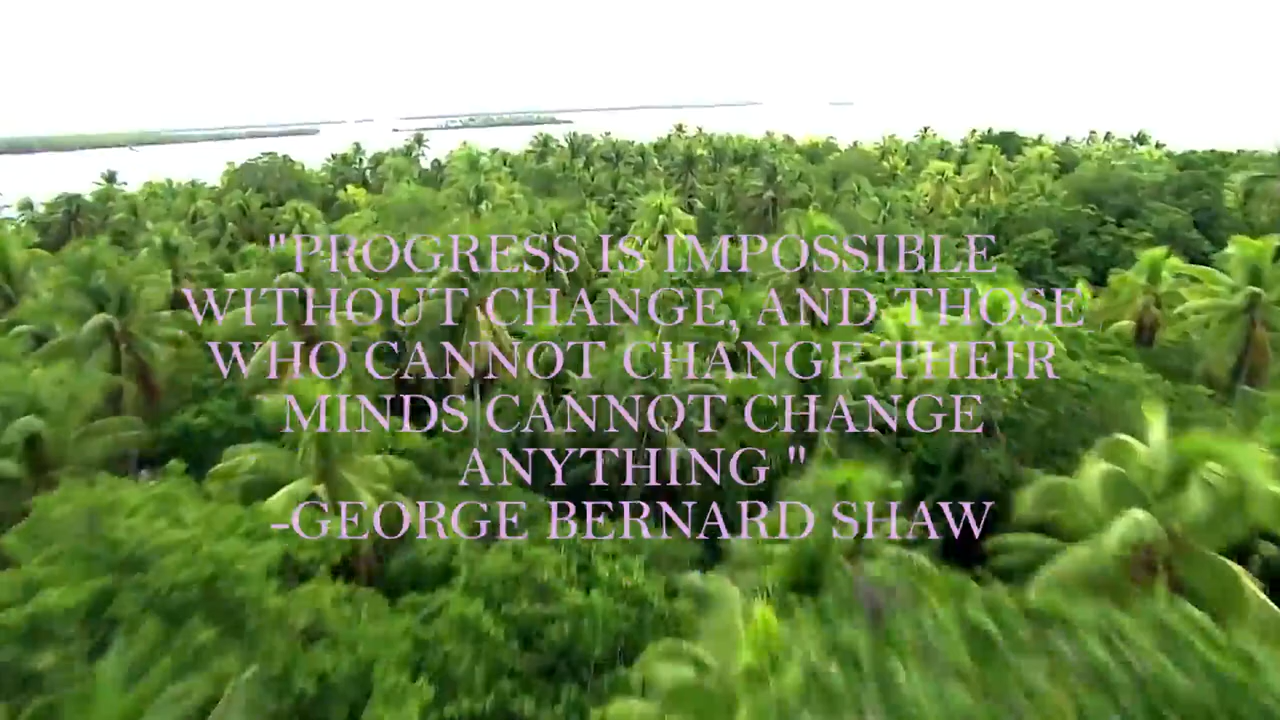 "PROGRESS IS IMPOSSIBLE
WITHOUT CHANGE, AND THOSE
WHO CANNOT CHANGE THEIR
MINDS CANNOT CHANGE
ANYTHING "
-GEORGE BERNARD SHAW